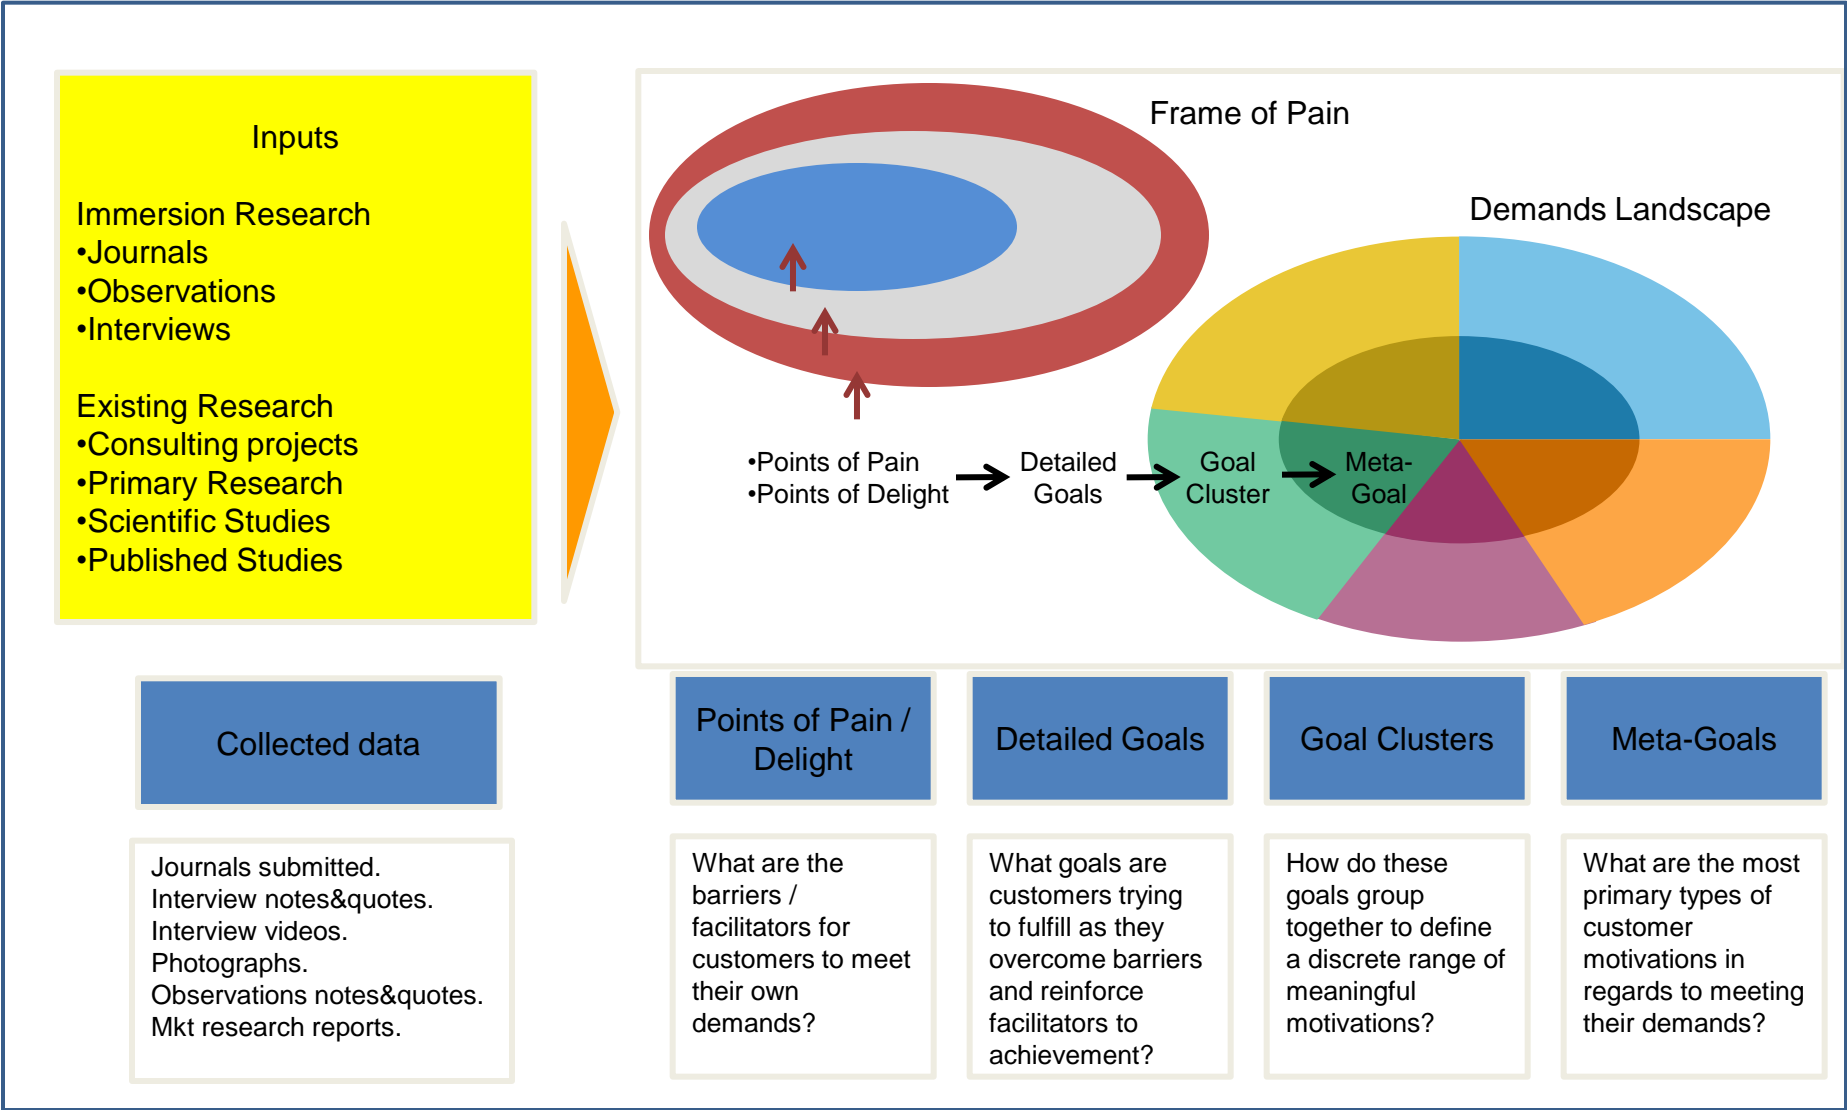 Inputs
Immersion Research
•Journals
•Observations
•Interviews
Existing Research
•Consulting projects
•Primary Research
•Scientific Studies
•Published Studies
Frame of Pain
Demands Landscape
•Points of Pain
•Points of Delight
Detailed
Goals
Goal
Cluster
Meta-
Goal
Collected data
Points of Pain /
Delight
Detailed Goals
Goal Clusters
Meta-Goals
Journals submitted.
Interview notes&quotes.
Interview videos.
Photographs.
Observations notes&quotes.
Mkt research reports.
What are the
barriers /
facilitators for
customers to meet
their own
demands?
What goals are
customers trying
to fulfill as they
overcome barriers
and reinforce
facilitators to
achievement?
How do these
goals group
together to define
a discrete range of
meaningful
motivations?
What are the most
primary types of
customer
motivations in
regards to meeting
their demands?